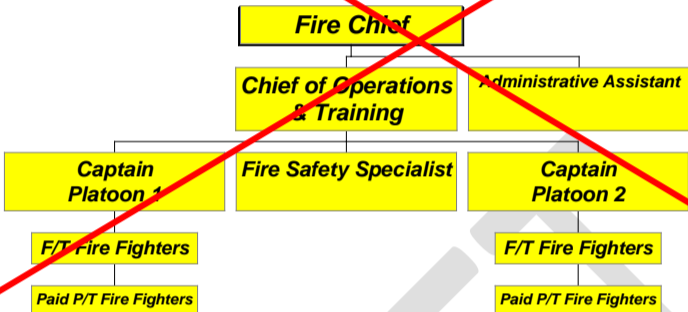 Fire Chief
Chief of Operations
& Training
Administrative Assistant
Captain
Platoon 1
Fire Safety Specialist
Captain
Platoon 2
F/T Fire Fighters
F/T Fire Fighters
Paid P/T Fire Fighters
Paid P/T Fire Fighters